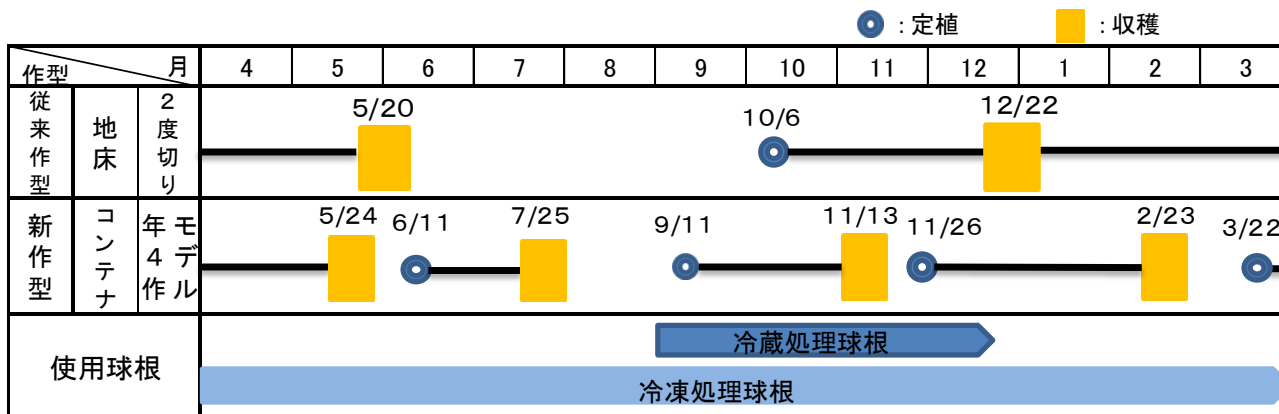 ：定植 ：収穫
作型 月 4 5 6 7 8 9 10 11 12 1 2 3
従来作型 地床 2度切り 5/20 10/6 12/22
新作型 コンテナ 年4作モデル 5/24 6/11 7/25 9/11 11/13 11/26 2/23 3/22
使用球根
冷蔵処理球根
冷凍処理球根